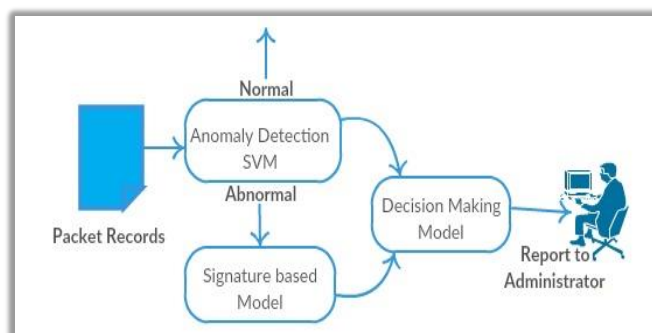 Normal
Anomaly Detection
SVM
Abnormal
Packet Records
Signature based
Model
Decision Making
Model
Report to
Administrator